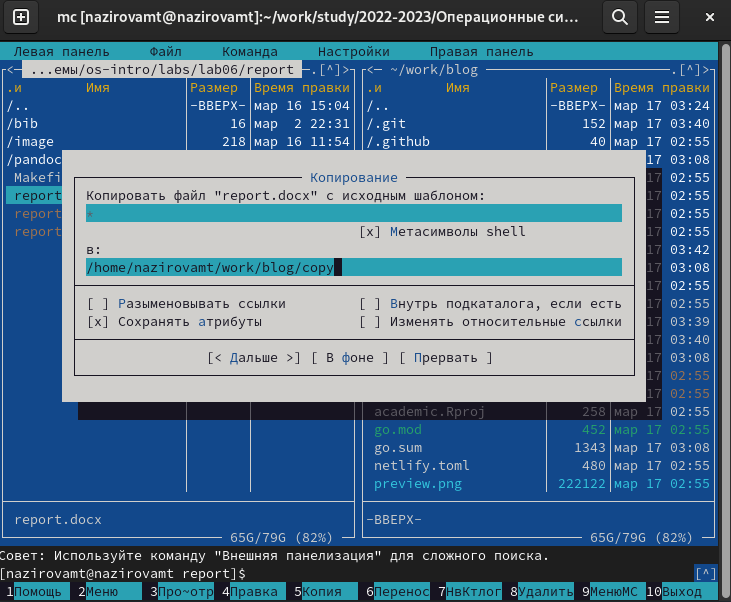 mc [nazirovamt@nazirovamt]:~/work/study/2022-2023/Операционные си...
Левая панель Файл Команда Настройки Правая панель
<— ...емы/os-intro/labs/lab06/report —.[^]>
.и Имя Размер Время правки
/.. -ВВЕРХ- мар 16 15:04
/bib 16 мар 2 22:31
/image 218 мар 16 11:54
/pandoc
Makefi
report
report
report
report.docx
65G/79G (82%)
<— ~/work/blog —.[^]>
.и Имя Размер Время правки
/.. -ВВЕРХ- мар 17 03:24
/.git 152 мар 17 03:40
/.github 40 мар 17 02:55
17 03:08
17 02:55
17 02:55
17 02:55
17 02:55
17 03:42
17 03:08
17 02:55
17 02:55
17 03:39
17 03:40
17 03:08
17 02:55
17 02:55
academic.Rproj 258 мар 17 02:55
go.mod 452 мар 17 02:55
go.sum 1343 мар 17 03:08
netlify.toml 480 мар 17 02:55
preview.png 222122 мар 17 02:55
-ВВЕРХ-
65G/79G (82%)
Копирование
Копировать файл "report.docx" с исходным шаблоном:
*
[x] Метасимволы shell
в:
/home/nazirovamt/work/blog/copy
[ ] Разыменовывать ссылки [ ] Внутрь подкаталога, если есть
[x] Сохранять атрибуты [ ] Изменять относительные ссылки
[< Дальше >] [ В фоне ] [ Прервать ]
Совет: Используйте команду "Внешняя панелизация" для сложного поиска.
[nazirovamt@nazirovamt report]$ [^]
1Помощь 2Меню 3Про~отр 4Правка 5Копия 6Перенос 7НвКтлог 8Удалить 9МенюМС 10Выход